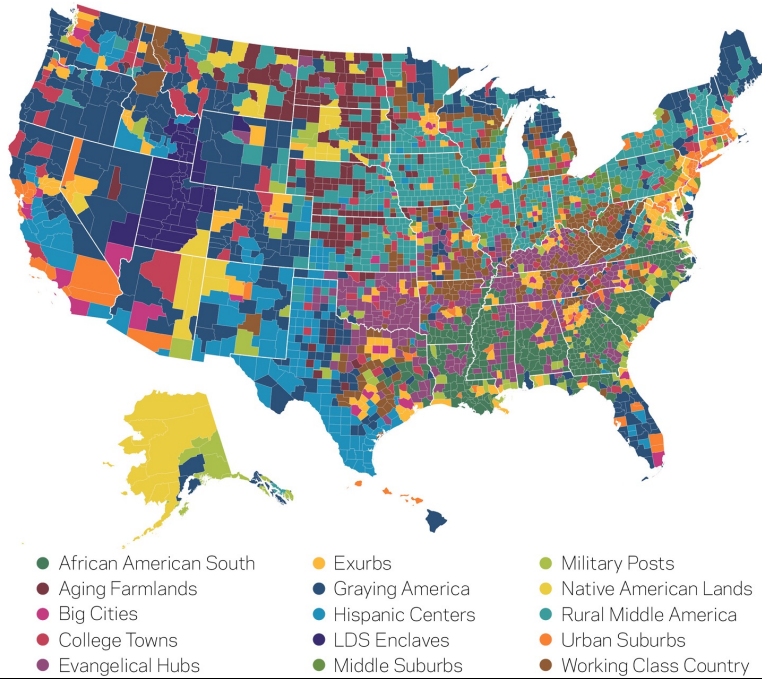 African American South
Aging Farmlands
Big Cities
College Towns
Evangelical Hubs
Exurbs
Graying America
Hispanic Centers
LDS Enclaves
Middle Suburbs
Military Posts
Native American Lands
Rural Middle America
Urban Suburbs
Working Class Country